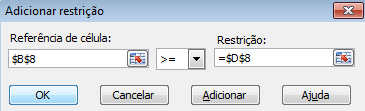 Adicionar restrição
Referência de célula: Restrição:
$B$8 >= =$D$8
OK Cancelar Adicionar Ajuda